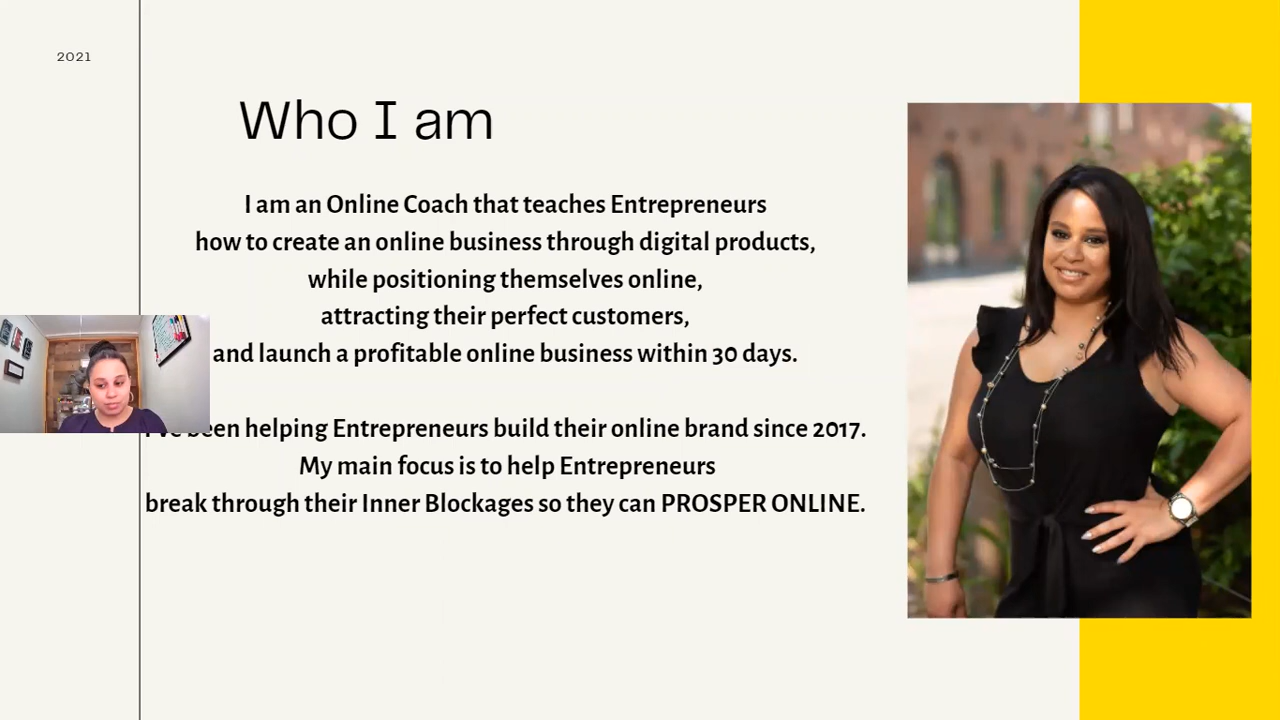 2021
Who I am
I am an Online Coach that teaches Entrepreneurs
how to create an online business through digital products,
while positioning themselves online,
attracting their perfect customers,
and launch a profitable online business within 30 days.
been helping Entrepreneurs build their online brand since 2017.
My main focus is to help Entrepreneurs
break through their Inner Blockages so they can PROSPER ONLINE.